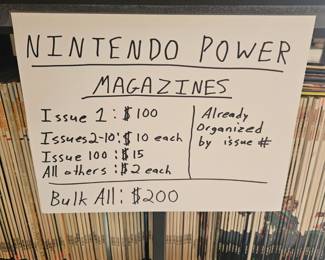 NINTENDO POWER
MAGAZINES
Issue 1: $100
Issues 2-10: $10 each
Issue 100: $15
All others: $2 each
Already
Organized
by issue #
Bulk All: $200